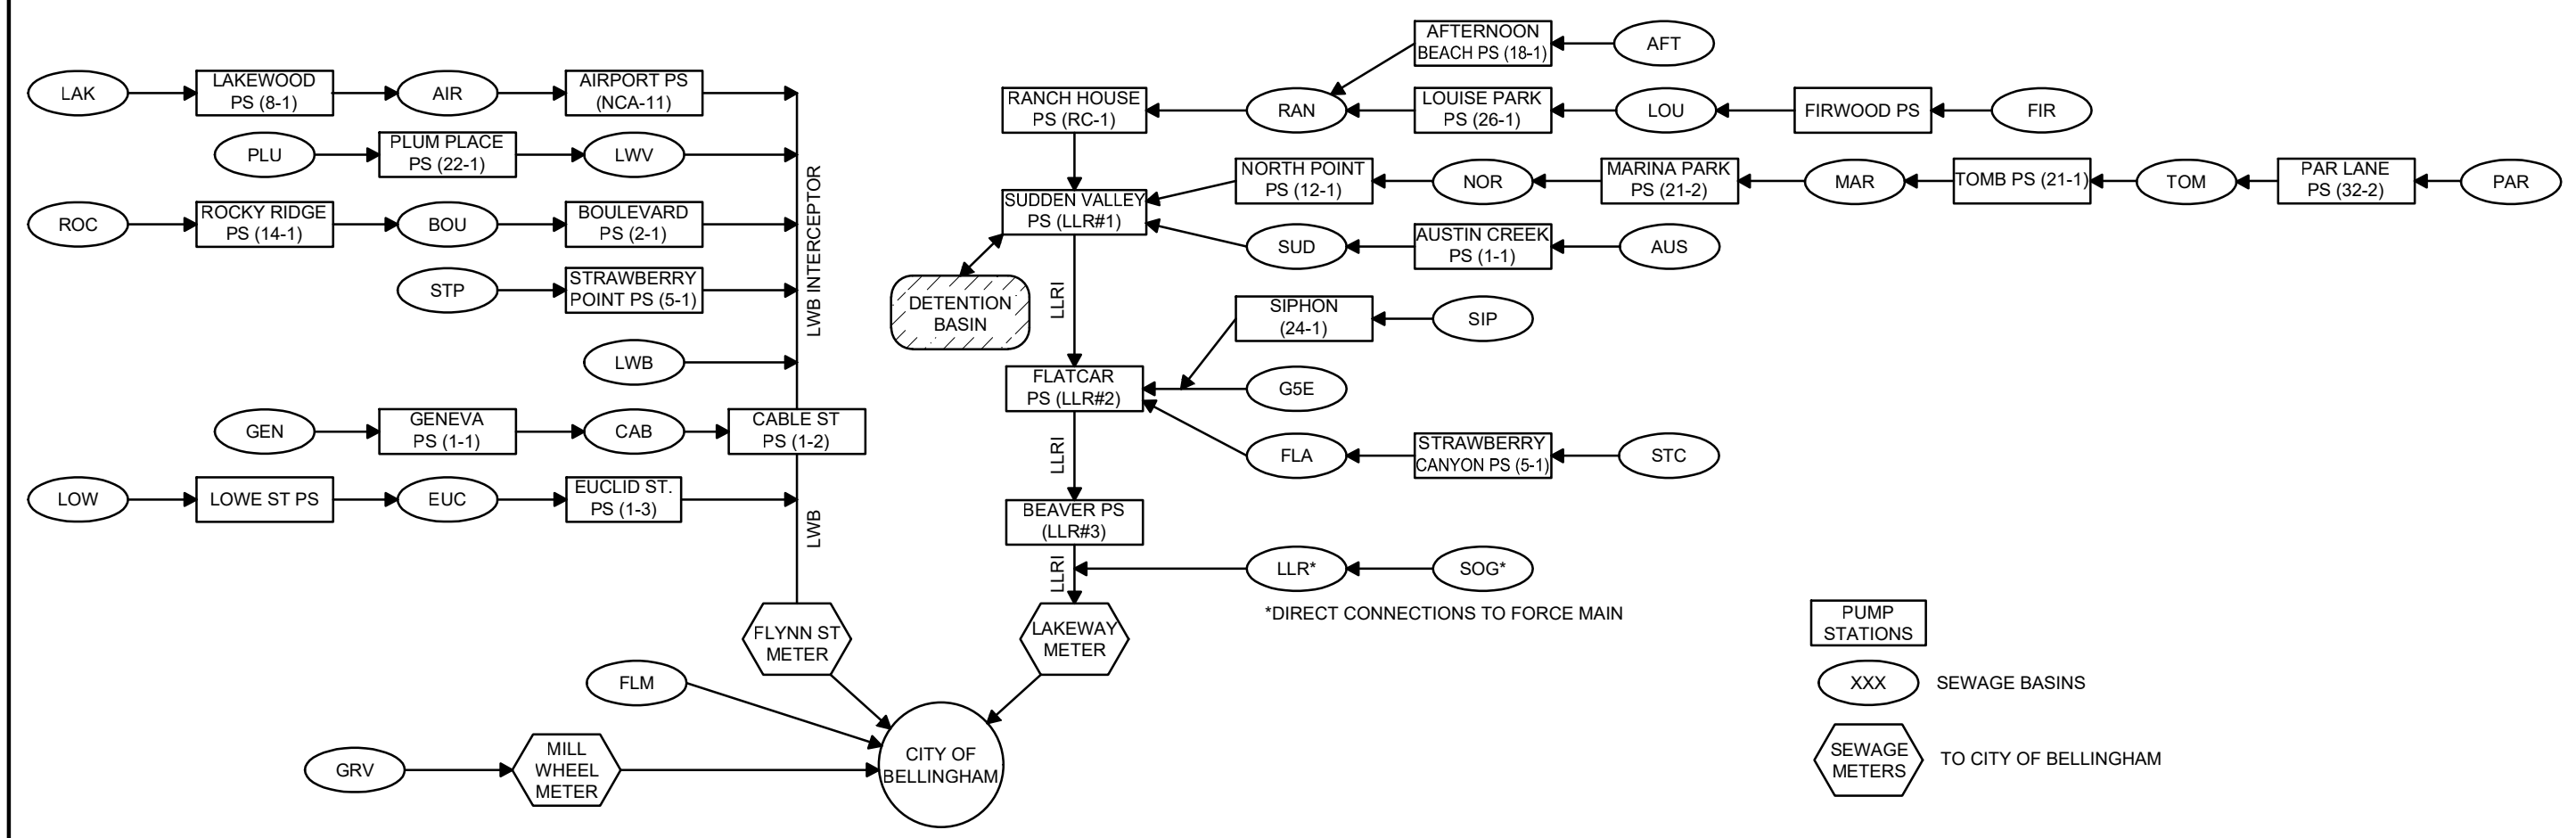 LAK
LAKEWOOD
PS (8-1)
AIR
AIRPORT PS
(NCA-11)
PLU
PLUM PLACE
PS (22-1)
LWV
ROC
ROCKY RIDGE
PS (14-1)
BOU
BOULEVARD
PS (2-1)
STP
STRAWBERRY
POINT PS (5-1)
LWB INTERCEPTOR
LWB
GEN
GENEVA
PS (1-1)
CAB
CABLE ST
PS (1-2)
LOW
LOWE ST PS
EUC
EUCLID ST.
PS (1-3)
LWB
FLYNN ST
METER
FLM
GRV
MILL
WHEEL
METER
CITY OF
BELLINGHAM
AFTERNOON
BEACH PS (18-1)
AFT
RANCH HOUSE
PS (RC-1)
RAN
LOUISE PARK
PS (26-1)
LOU
FIRWOOD PS
FIR
SUDDEN VALLEY
PS (LLR#1)
NORTH POINT
PS (12-1)
NOR
MARINA PARK
PS (21-2)
MAR
TOMB PS (21-1)
TOM
PAR LANE
PS (32-2)
PAR
SUD
AUSTIN CREEK
PS (1-1)
AUS
DETENTION
BASIN
LLRI
SIPHON
(24-1)
SIP
FLATCAR
PS (LLR#2)
G5E
LLRI
FLA
STRAWBERRY
CANYON PS (5-1)
STC
BEAVER PS
(LLR#3)
LLRI
LLR*
SOG*
*DIRECT CONNECTIONS TO FORCE MAIN
LAKEWAY
METER
PUMP
STATIONS
XXX
SEWAGE BASINS
SEWAGE
METERS
TO CITY OF BELLINGHAM